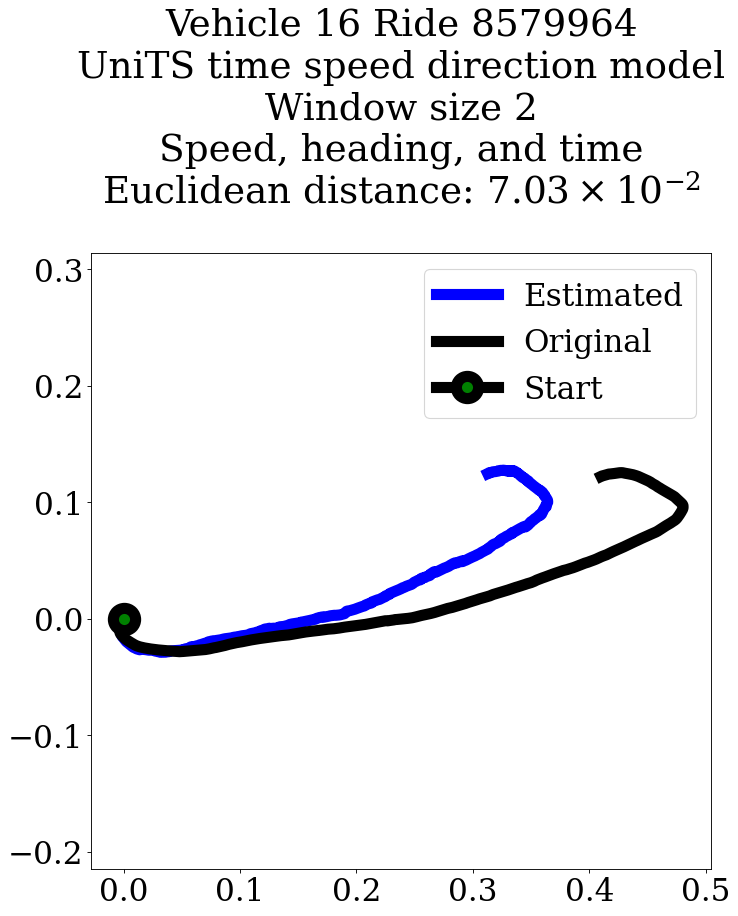 Vehicle 16 Ride 8579964
UniTS time speed direction model
Window size 2
Speed, heading, and time
Euclidean distance: 7.03 × 10⁻²
Estimated
Original
Start
0.3
0.2
0.1
0.0
−0.1
−0.2
0.0 0.1 0.2 0.3 0.4 0.5